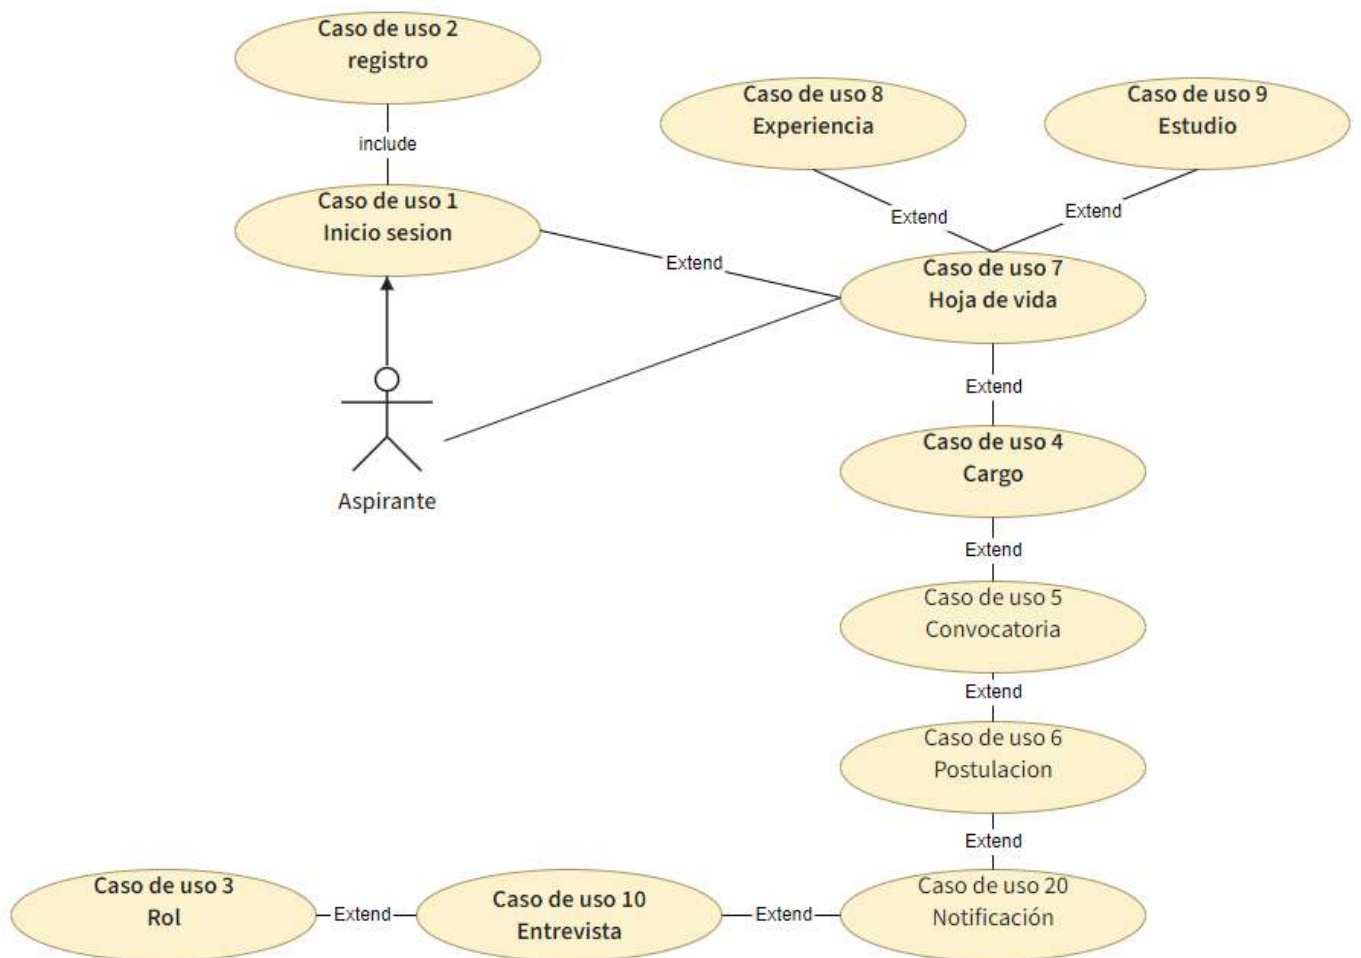 Caso de uso 2
registro
include
Caso de uso 1
Inicio sesion
Extend
Aspirante
Caso de uso 8
Experiencia
Caso de uso 9
Estudio
Extend
Extend
Caso de uso 7
Hoja de vida
Extend
Caso de uso 4
Cargo
Extend
Caso de uso 5
Convocatoria
Extend
Caso de uso 6
Postulacion
Extend
Caso de uso 3
Rol
Extend
Caso de uso 10
Entrevista
Extend
Caso de uso 20
Notificación